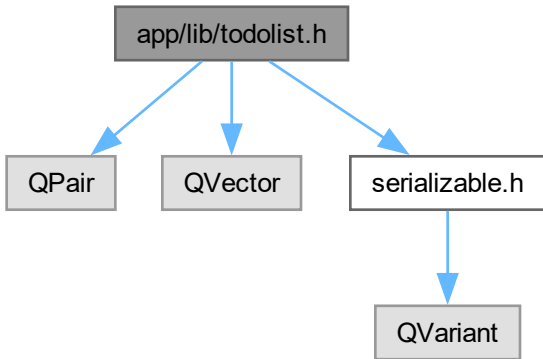 app/lib/todolist.h
QPair
QVector
serializable.h
QVariant